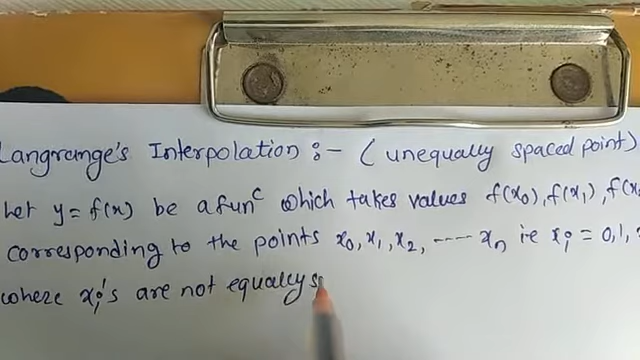 Langrange's Interpolation :- ( unequally spaced point)
Let y = f(x) be a funᶜ which takes values f(x₀), f(x₁), f(x
corresponding to the points x₀, x₁, x₂, ---- xₙ ie xᵢ = 0, 1,
where xᵢ's are not equally s